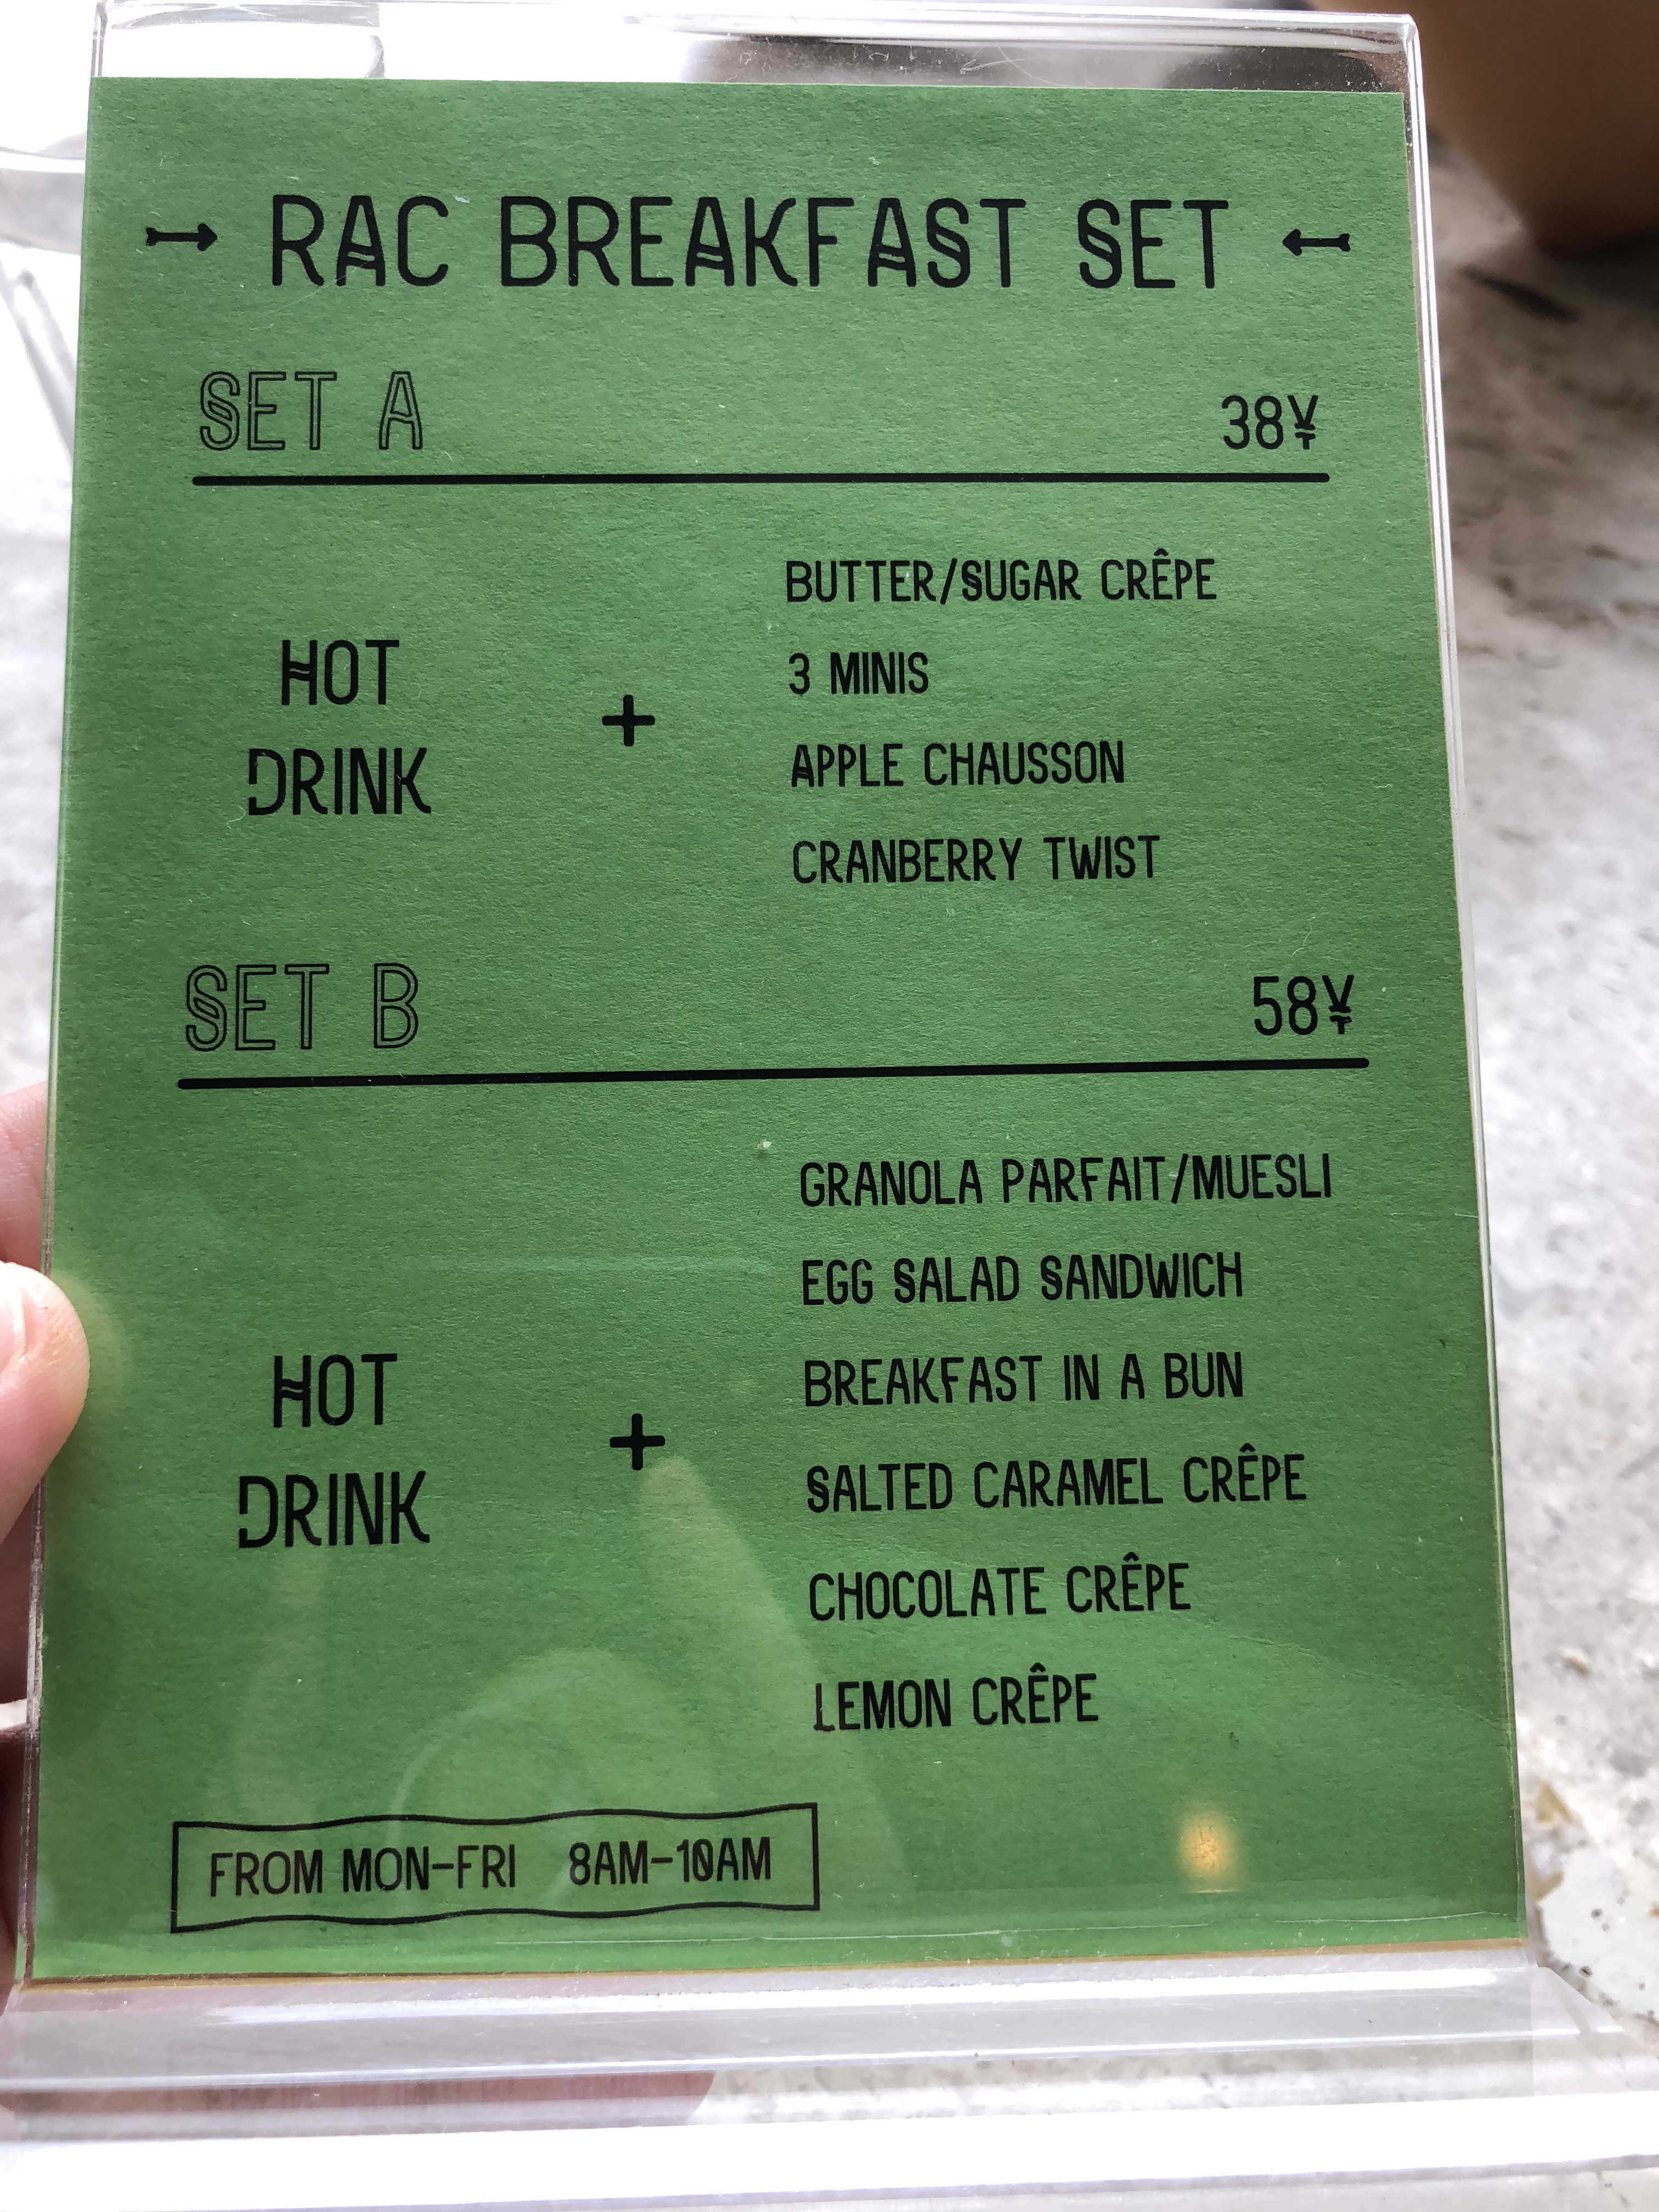 RAC BREAKFAST SET
SET A 38¥
BUTTER/SUGAR CRÊPE
3 MINIS
APPLE CHAUSSON
CRANBERRY TWIST
HOT
DRINK
+
SET B 58¥
GRANOLA PARFAIT/MUESLI
EGG SALAD SANDWICH
BREAKFAST IN A BUN
SALTED CARAMEL CRÊPE
CHOCOLATE CRÊPE
LEMON CRÊPE
HOT
DRINK
+
FROM MON-FRI 8AM-10AM